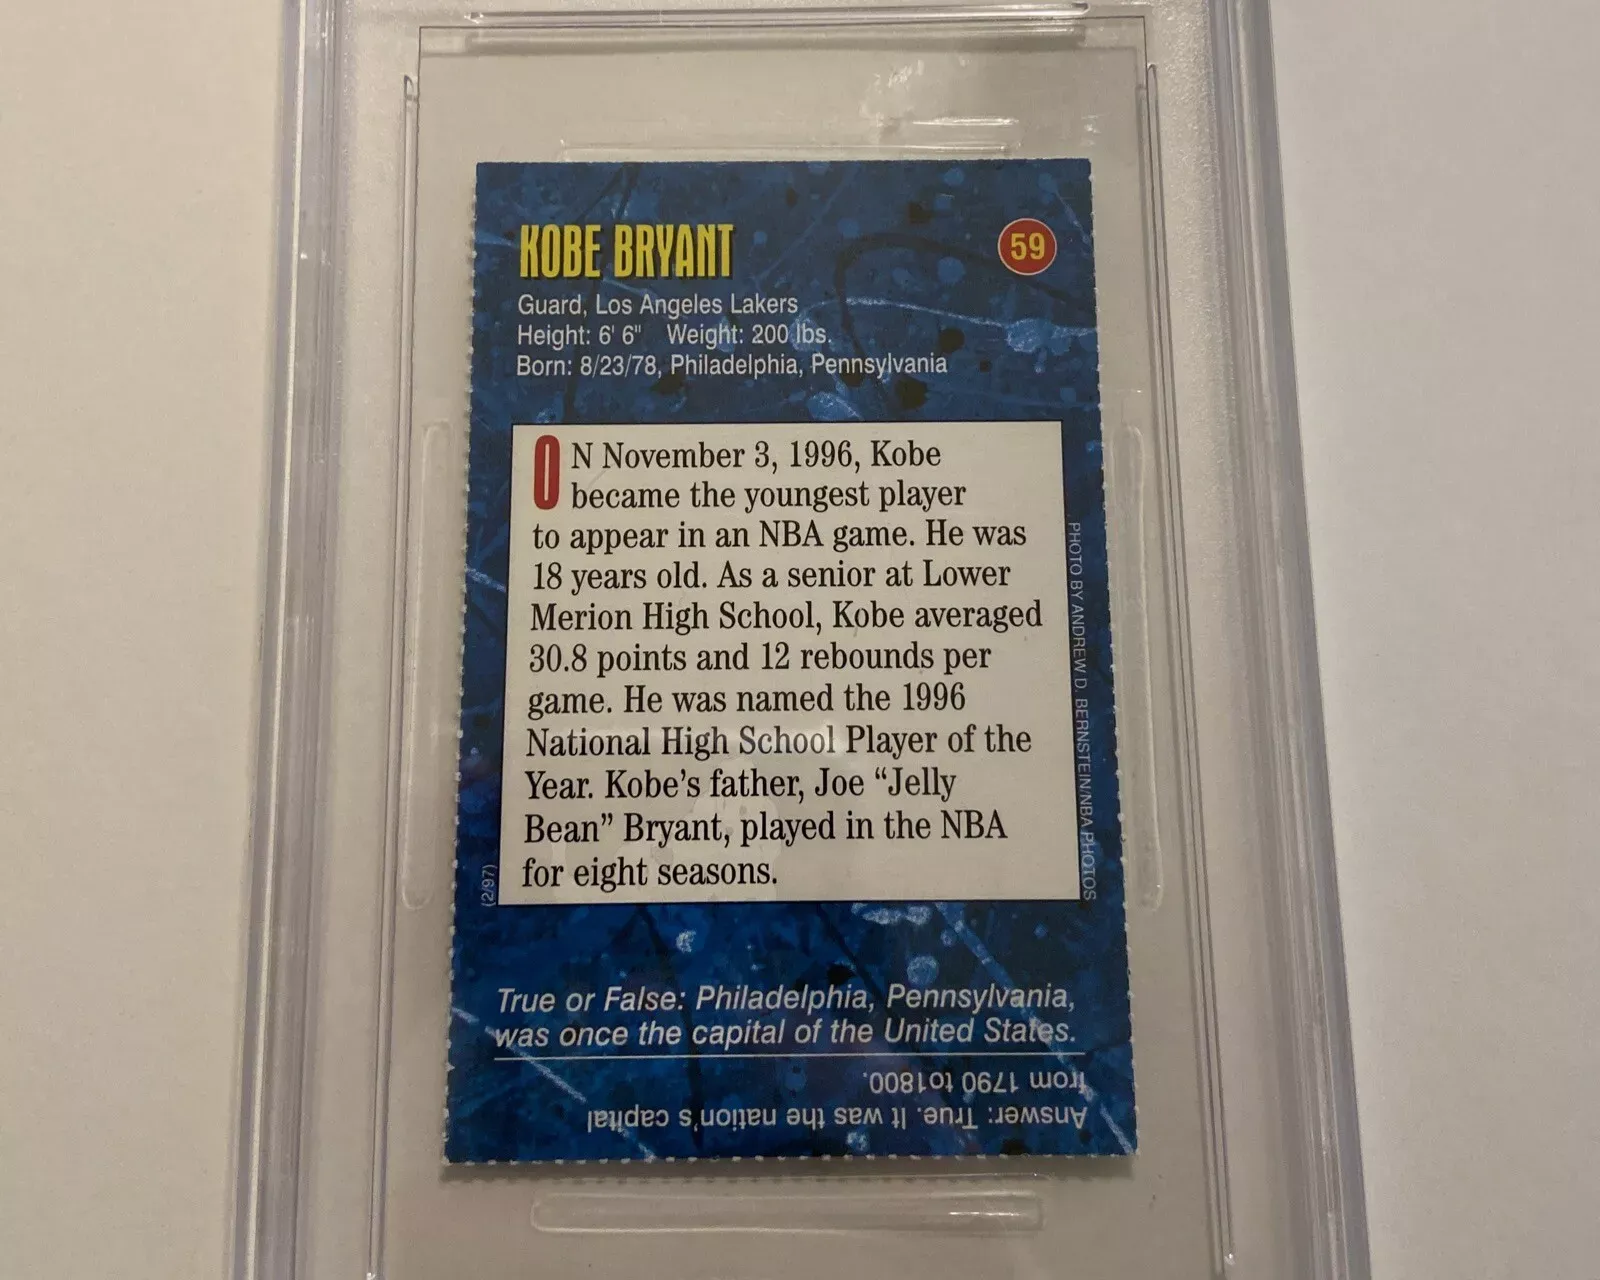 KOBE BRYANT
59
Guard, Los Angeles Lakers
Height: 6' 6" Weight: 200 lbs.
Born: 8/23/78, Philadelphia, Pennsylvania
ON November 3, 1996, Kobe
became the youngest player
to appear in an NBA game. He was
18 years old. As a senior at Lower
Merion High School, Kobe averaged
30.8 points and 12 rebounds per
game. He was named the 1996
National High School Player of the
Year. Kobe's father, Joe “Jelly
Bean” Bryant, played in the NBA
for eight seasons.
PHOTO BY ANDREW D. BERNSTEIN/NBA PHOTOS
(2/97)
True or False: Philadelphia, Pennsylvania,
was once the capital of the United States.
Answer: True. It was the nation's capital
from 1790 to1800.